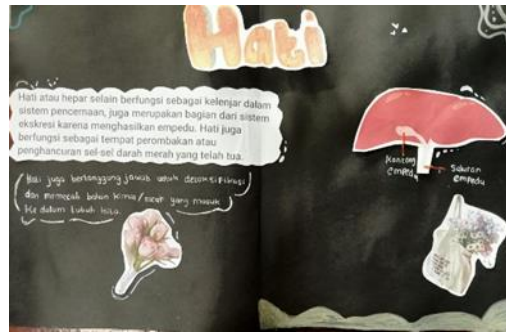 Hati
Hati atau hepar selain berfungsi sebagai kelenjar dalam
sistem pencernaan, juga merupakan bagian dari sistem
ekskresi karena menghasilkan empedu. Hati juga
berfungsi sebagai tempat perombakan atau
penghancuran sel-sel darah merah yang telah tua.
Hati juga bertanggung jawab untuk detoksifikasi
dan memecah bahan kimia/ yang masuk
Ke dalam tubuh kita.
Kantong
empedu
Saluran
empedu